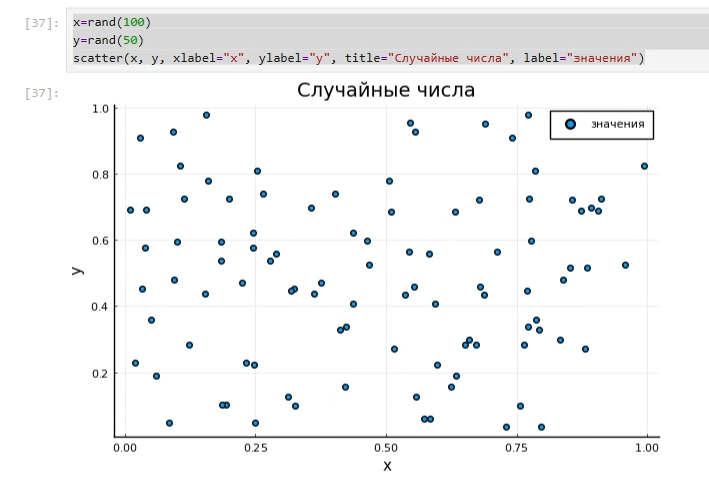 [37]: x=rand(100)
y=rand(50)
scatter(x, y, xlabel="x", ylabel="y", title="Случайные числа", label="значения")
[37]:
Случайные числа
значения
1.0
0.8
0.6
y
0.4
0.2
0.00 0.25 0.50 0.75 1.00
x